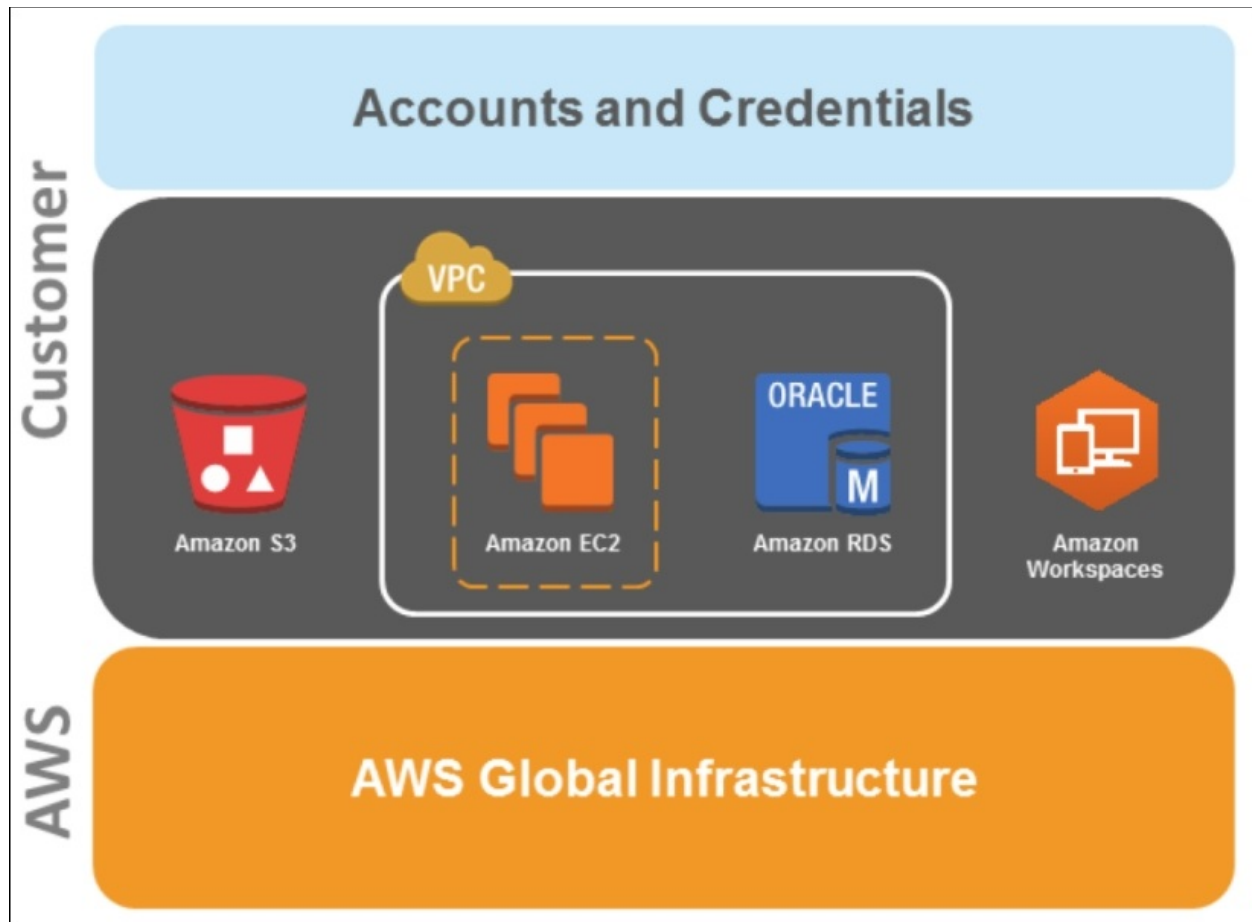 Customer
Accounts and Credentials
VPC
ORACLE
M
Amazon S3
Amazon EC2
Amazon RDS
Amazon
Workspaces
AWS
AWS Global Infrastructure